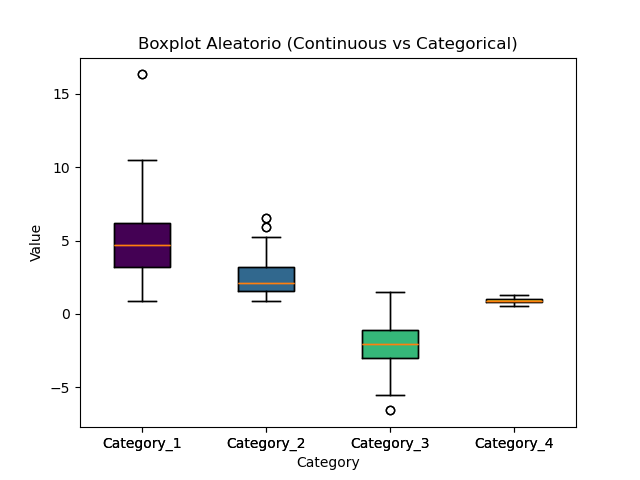 Boxplot Aleatorio (Continuous vs Categorical)
15
10
5
0
−5
Value
Category_1 Category_2 Category_3 Category_4
Category